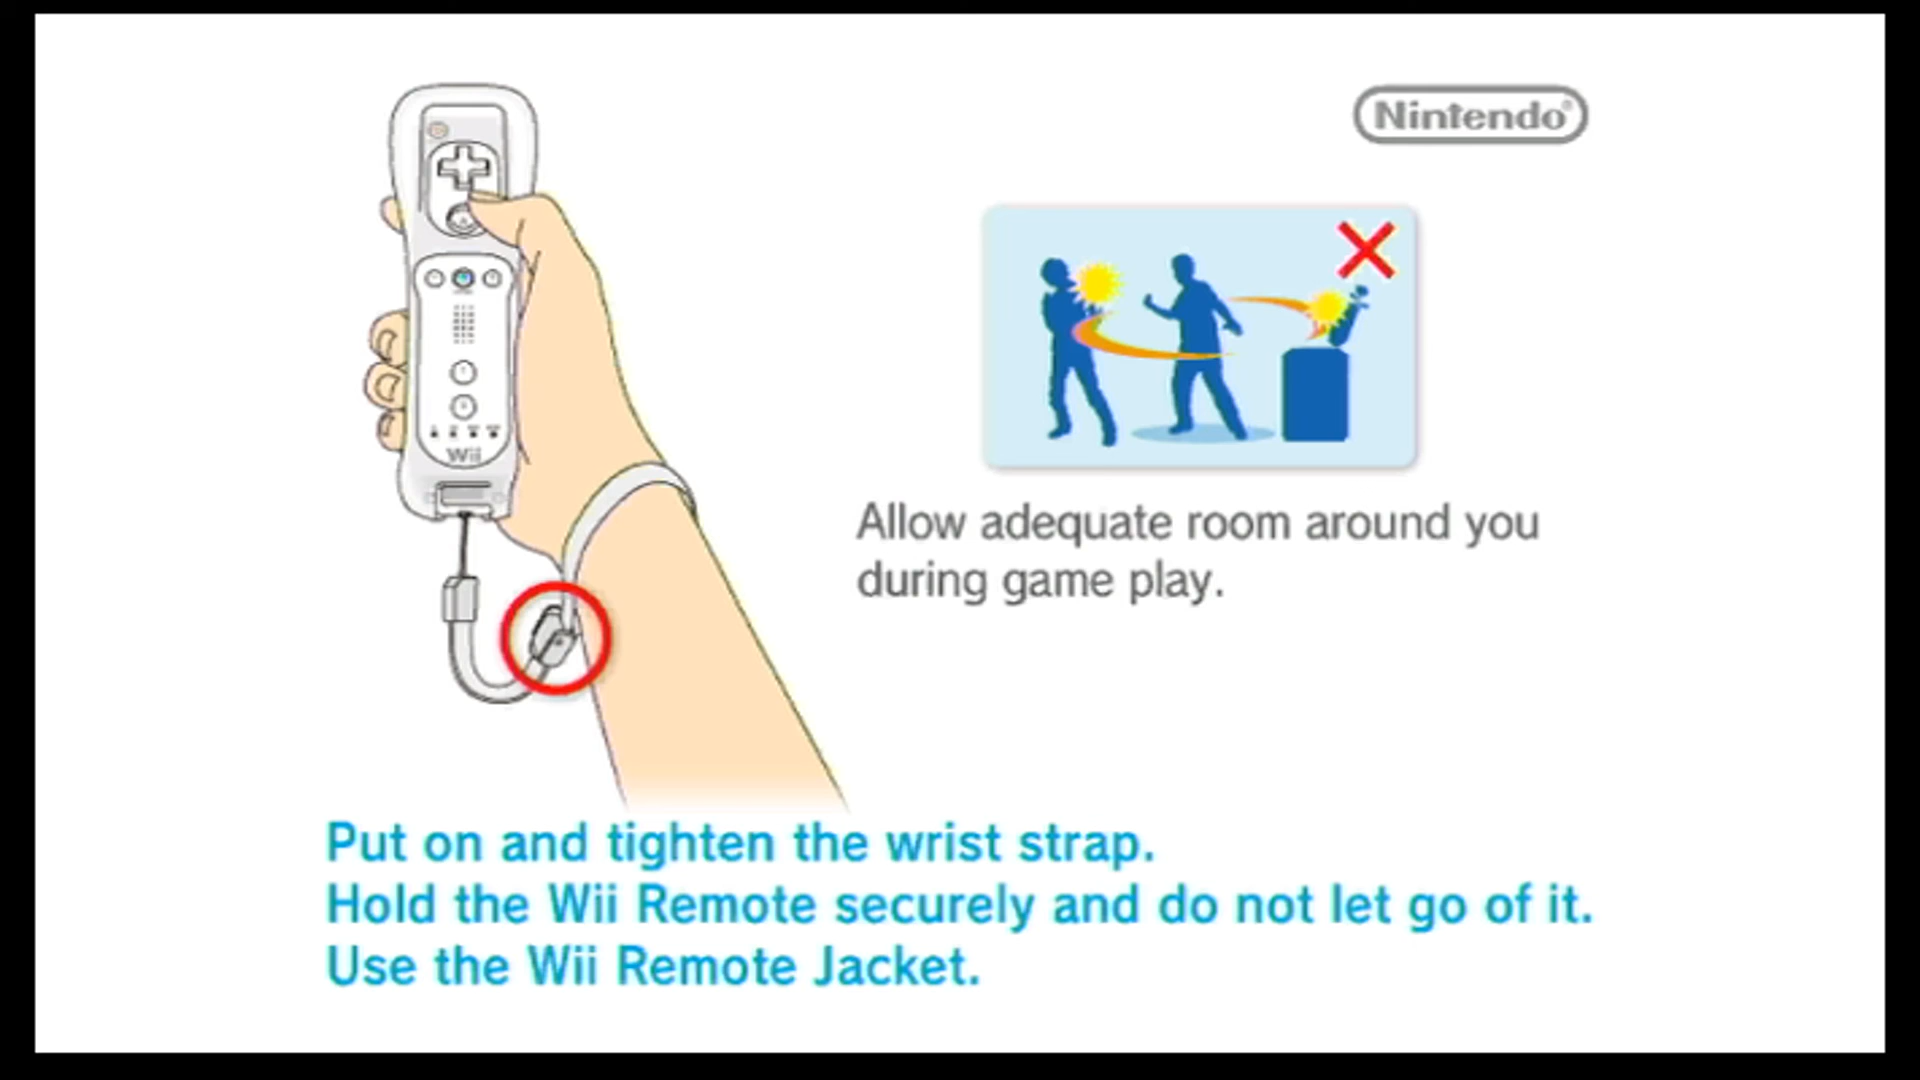 Nintendo®
Wii
Allow adequate room around you
during game play.
Put on and tighten the wrist strap.
Hold the Wii Remote securely and do not let go of it.
Use the Wii Remote Jacket.